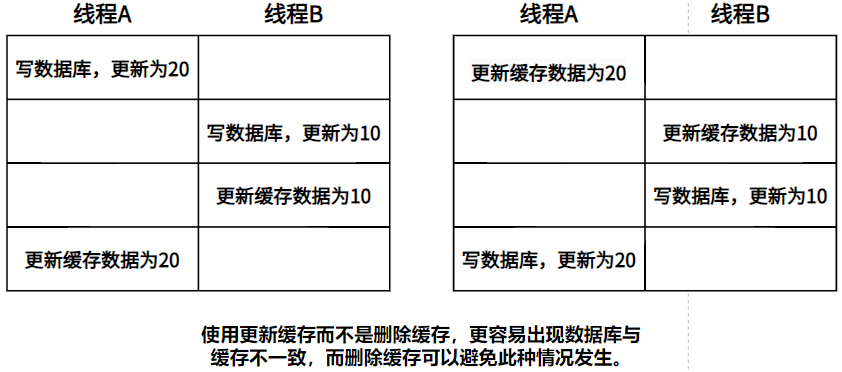 线程A 线程B 线程A 线程B
写数据库，更新为20 更新缓存数据为20
写数据库，更新为10 更新缓存数据为10
更新缓存数据为10 写数据库，更新为10
更新缓存数据为20 写数据库，更新为20
使用更新缓存而不是删除缓存，更容易出现数据库与
缓存不一致，而删除缓存可以避免此种情况发生。